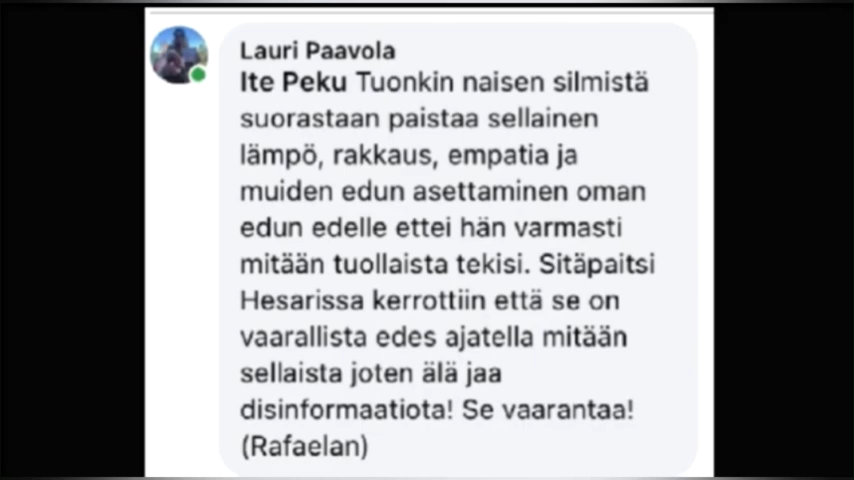 Lauri Paavola
Ite Peku Tuonkin naisen silmistä
suorastaan paistaa sellainen
lämpö, rakkaus, empatia ja
muiden edun asettaminen oman
edun edelle ettei hän varmasti
mitään tuollaista tekisi. Sitäpaitsi
Hesarissa kerrottiin että se on
vaarallista edes ajatella mitään
sellaista joten älä jaa
disinformaatiota! Se vaarantaa!
(Rafaelan)